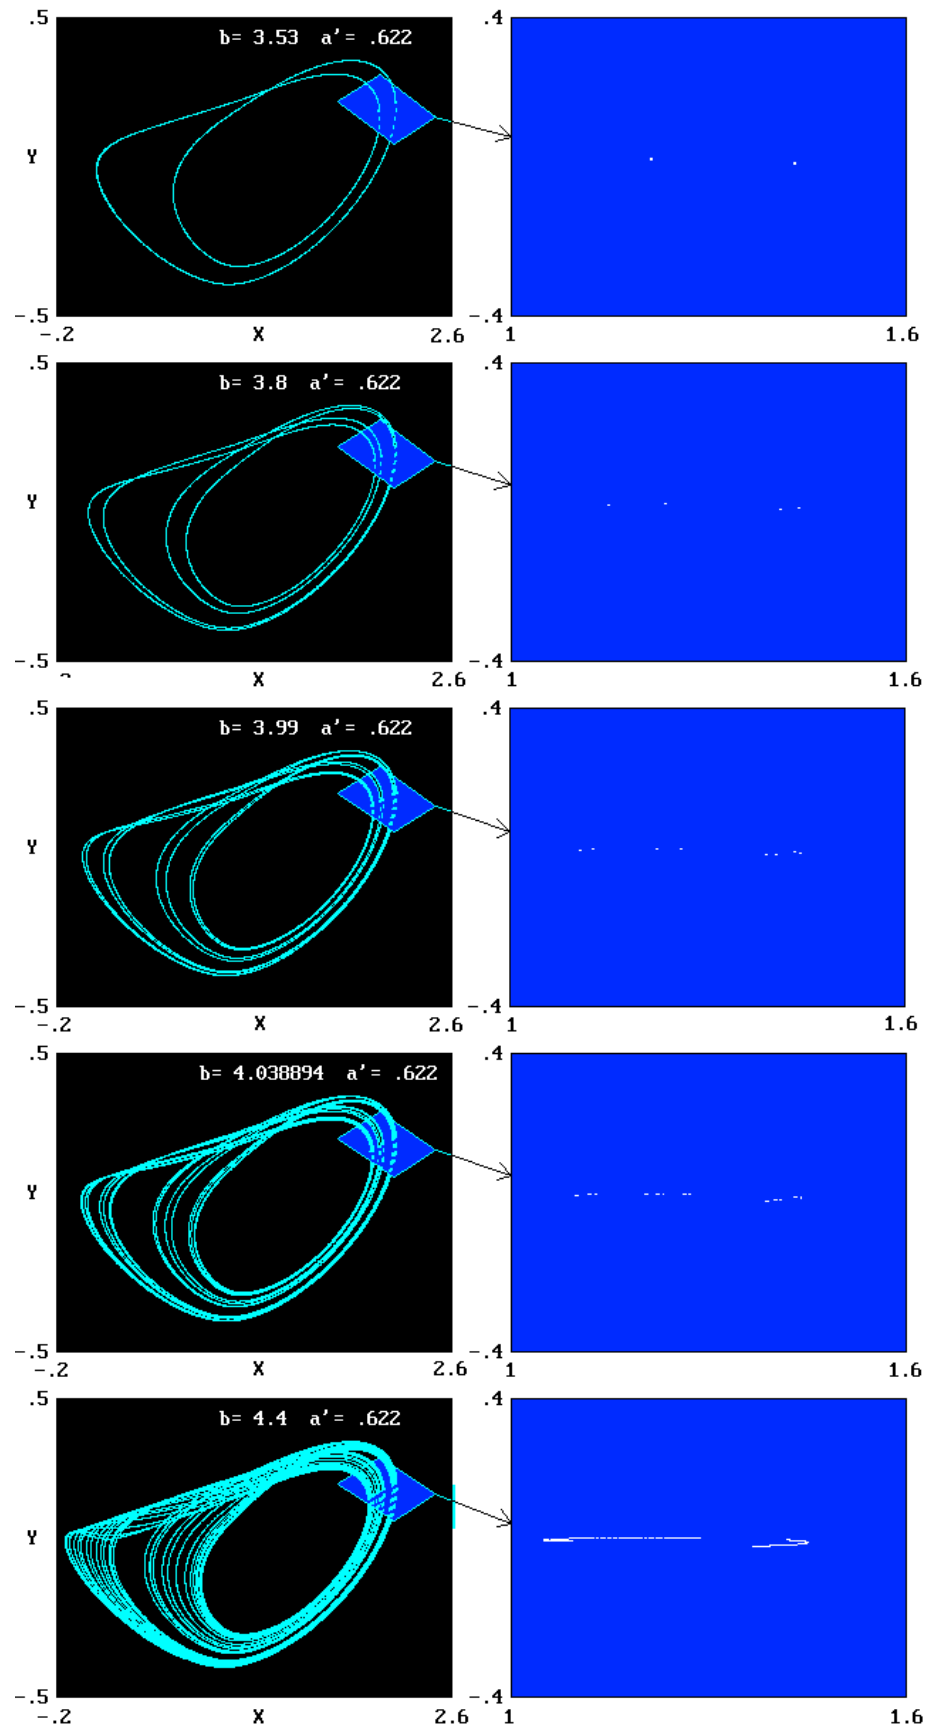 .5 .4
b= 3.53 a'= .622
Y
-.5 -.4
-.2 X 2.6 1 1.6
.5 .4
b= 3.8 a'= .622
Y
-.5 -.4
X 2.6 1 1.6
.5 .4
b= 3.99 a'= .622
Y
-.5 -.4
-.2 X 2.6 1 1.6
.5 .4
b= 4.038894 a'= .622
Y
-.5 -.4
-.2 X 2.6 1 1.6
.5 .4
b= 4.4 a'= .622
Y
-.5 -.4
-.2 X 2.6 1 1.6